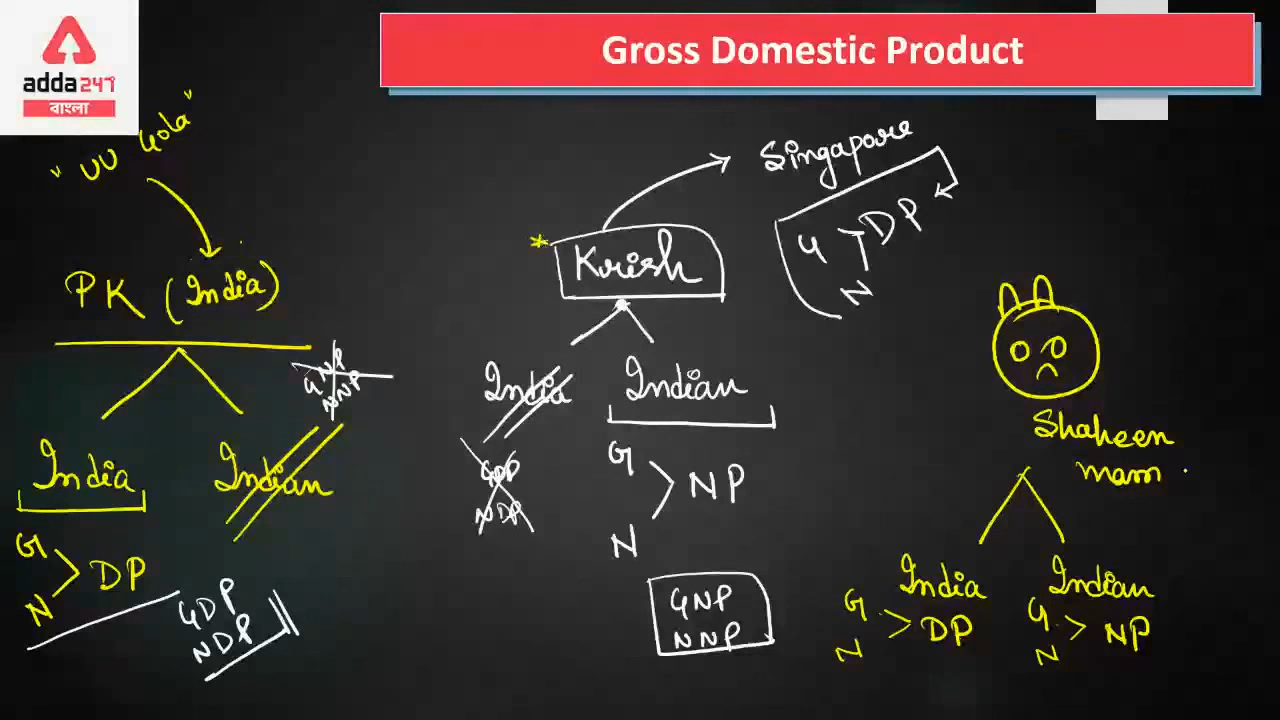 adda247
বাংলা
Gross Domestic Product
" UU Gola "
PK (India)
India Indian
GNP
NNP
G
N
DP
GDP
NDP
Krish
Singapore
G
N
DP
India Indian
GDP
NDP
G
N
NP
GNP
NNP
Shaheen
mam
India Indian
G
N
DP
G
N
NP